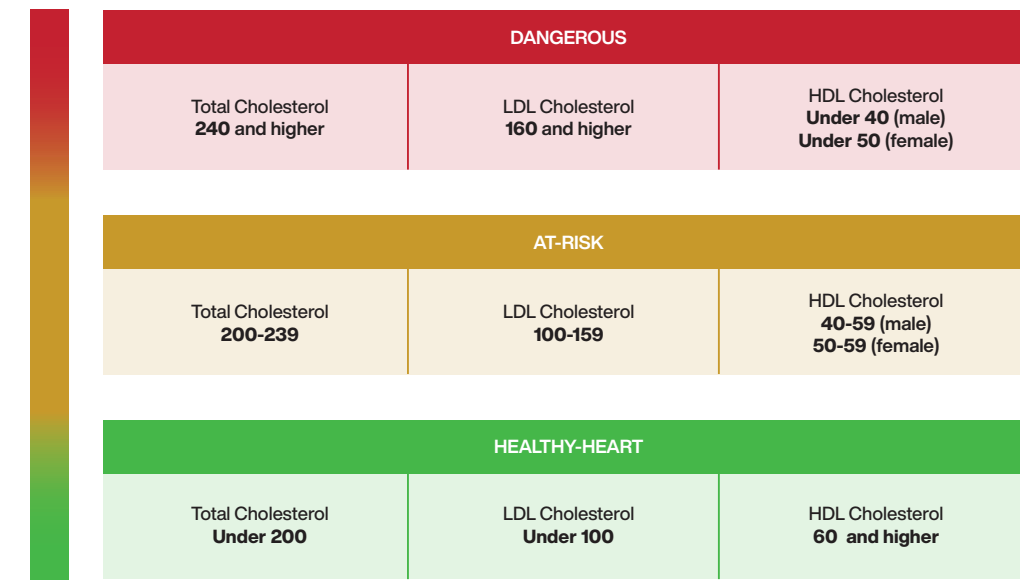 DANGEROUS
Total Cholesterol
240 and higher
LDL Cholesterol
160 and higher
HDL Cholesterol
Under 40 (male)
Under 50 (female)
AT-RISK
Total Cholesterol
200-239
LDL Cholesterol
100-159
HDL Cholesterol
40-59 (male)
50-59 (female)
HEALTHY-HEART
Total Cholesterol
Under 200
LDL Cholesterol
Under 100
HDL Cholesterol
60 and higher